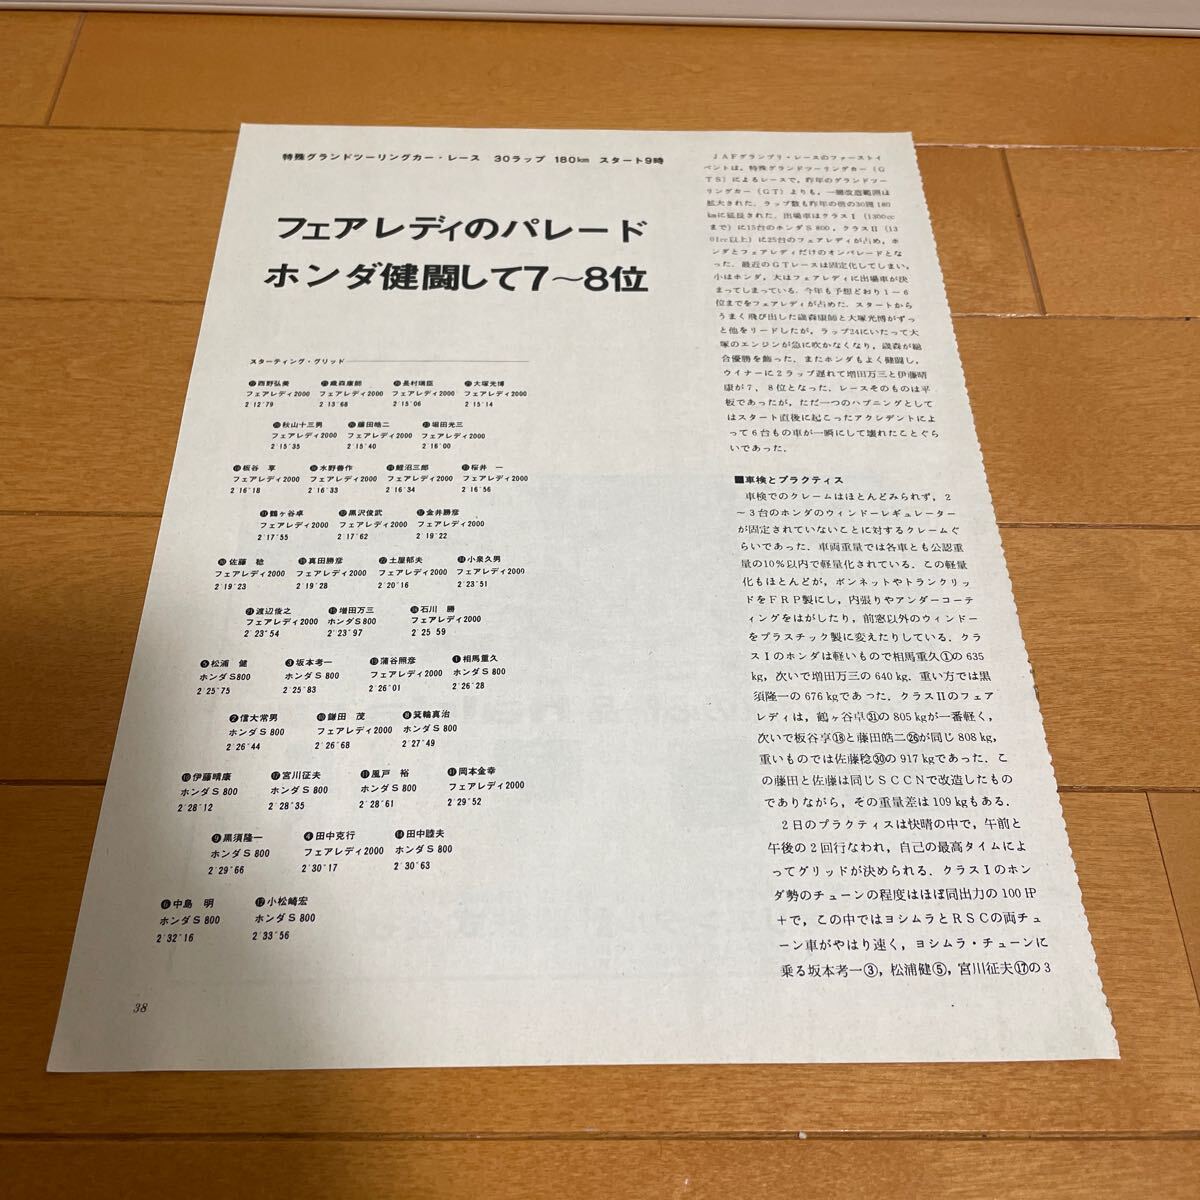 特殊グランドツーリングカー・レース　30ラップ　180km　スタート9時
フェアレディのパレード
ホンダ健闘して7〜8位
スターティング・グリッド
西野弘美 歳森康師 長村瑞臣 大塚光博
フェアレディ2000 フェアレディ2000 フェアレディ2000 フェアレディ2000
2′12″79 2′13″68 2′15″06 2′15″14
秋山十三男 藤田皓二 堀田光三
フェアレディ2000 フェアレディ2000 フェアレディ2000
2′15″35 2′15″40 2′16″00
板谷　享 水野善作 鯉沼三郎 桜井　一
フェアレディ2000 フェアレディ2000 フェアレディ2000 フェアレディ2000
2′16″18 2′16″33 2′16″34 2′16″56
㉛鶴ヶ谷卓 黒沢俊武 金井勝彦
フェアレディ2000 フェアレディ2000 フェアレディ2000
2′17″55 2′17″62 2′19″22
㉚佐藤　稔 真田勝彦 土屋郁夫 小泉久男
フェアレディ2000 フェアレディ2000 フェアレディ2000 フェアレディ2000
2′19″23 2′19″28 2′20″16 2′23″51
渡辺俊之 ⓯増田万三 石川　勝
フェアレディ2000 ホンダS800 フェアレディ2000
2′23″54 2′23″97 2′25″59
❺松浦　健 ❸坂本考一 蒲谷照彦 ❶相馬重久
ホンダS800 ホンダS800 フェアレディ2000 ホンダS800
2′25″75 2′25″83 2′26″01 2′26″28
❷信大常男 鎌田　茂 ❽箕輪真治
ホンダS800 フェアレディ2000 ホンダS800
2′26″44 2′26″68 2′27″49
❿伊藤晴康 ⓱宮川征夫 ⓫風戸　裕 岡本金幸
ホンダS800 ホンダS800 ホンダS800 フェアレディ2000
2′28″12 2′28″35 2′28″61 2′29″52
❾黒須隆一 田中克行 ⓮田中睦夫
ホンダS800 フェアレディ2000 ホンダS800
2′29″66 2′30″17 2′30″63
中島　明 ⓬小松崎宏
ホンダS800 ホンダS800
2′32″16 2′33″56
38
JAFグランプリ・レースのファーストイ
ベントは，特殊グランドツーリングカー（G
TS）によるレースで，昨年のグランドツー
リングカー（GT）よりも，一層改造範囲は
拡大された．ラップ数も昨年の倍の30周180
kmに延長された．出場車はクラスI（1300cc
まで）に15台のホンダS800，クラスII（13
01cc以上）に25台のフェアレディが占め，ホ
ンダとフェアレディだけのオンパレードとな
った．最近のGTレースは固定化してしまい，
小はホンダ，大はフェアレディに出場車が決
まってしまっている．今年も予想どおり1〜6
位までをフェアレディが占めた．スタートから
うまく飛び出した歳森康師と大塚光博がずっ
と他をリードしたが，ラップ24にいたって大
塚のエンジンが急に吹かなくなり，歳森が総
合優勝を飾った．またホンダもよく健闘し，
ウイナーに2ラップ遅れて増田万三と伊藤晴
康が7，8位となった．レースそのものは平
板であったが，ただ一つのハプニングとして
はスタート直後に起こったアクシデントによ
って6台もの車が一瞬にして壊れたことぐら
いであった．
■車検とプラクティス
車検でのクレームはほとんどみられず，2
〜3台のホンダのウィンドーレギュレーター
が固定されていないことに対するクレームぐ
らいであった．車両重量では各車とも公認重
量の10%以内で軽量化されている．この軽量
化もほとんどが，ボンネットやトランクリッ
ドをFRP製にし，内張りやアンダーコーテ
ィングをはがしたり，前窓以外のウィンドー
をプラスチック製に変えたりしている．クラ
スIのホンダは軽いもので相馬重久①の635
kg，次いで増田万三の640kg．重い方では黒
須隆一の676kgであった．クラスIIのフェア
レディは，鶴ヶ谷卓㉛の805kgが一番軽く，
次いで板谷享⑱と藤田皓二㉖が同じ808kg，
重いものでは佐藤稔㉚の917kgであった．こ
の藤田と佐藤は同じSCCNで改造したもの
でありながら，その重量差は109kgもある．
2日のプラクティスは快晴の中で，午前と
午後の2回行なわれ，自己の最高タイムによ
ってグリッドが決められる．クラスIのホン
ダ勢のチューンの程度はほぼ同出力の100HP
+で，この中ではヨシムラとRSCの両チュ
ーン車がやはり速く，ヨシムラ・チューンに
乗る坂本考一③，松浦健⑤，宮川征夫⑰の3